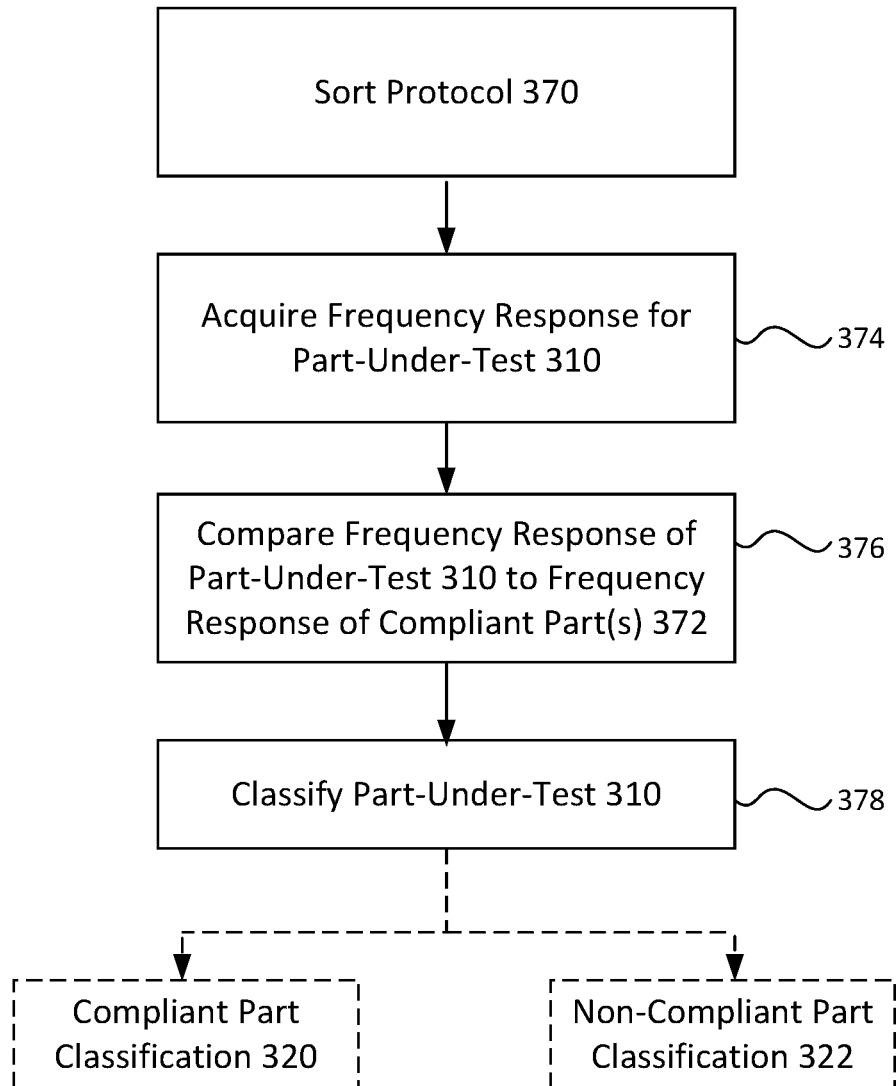 Sort Protocol 370
Acquire Frequency Response for
Part-Under-Test 310
374
Compare Frequency Response of
Part-Under-Test 310 to Frequency
Response of Compliant Part(s) 372
376
Classify Part-Under-Test 310
378
Compliant Part
Classification 320
Non-Compliant Part
Classification 322